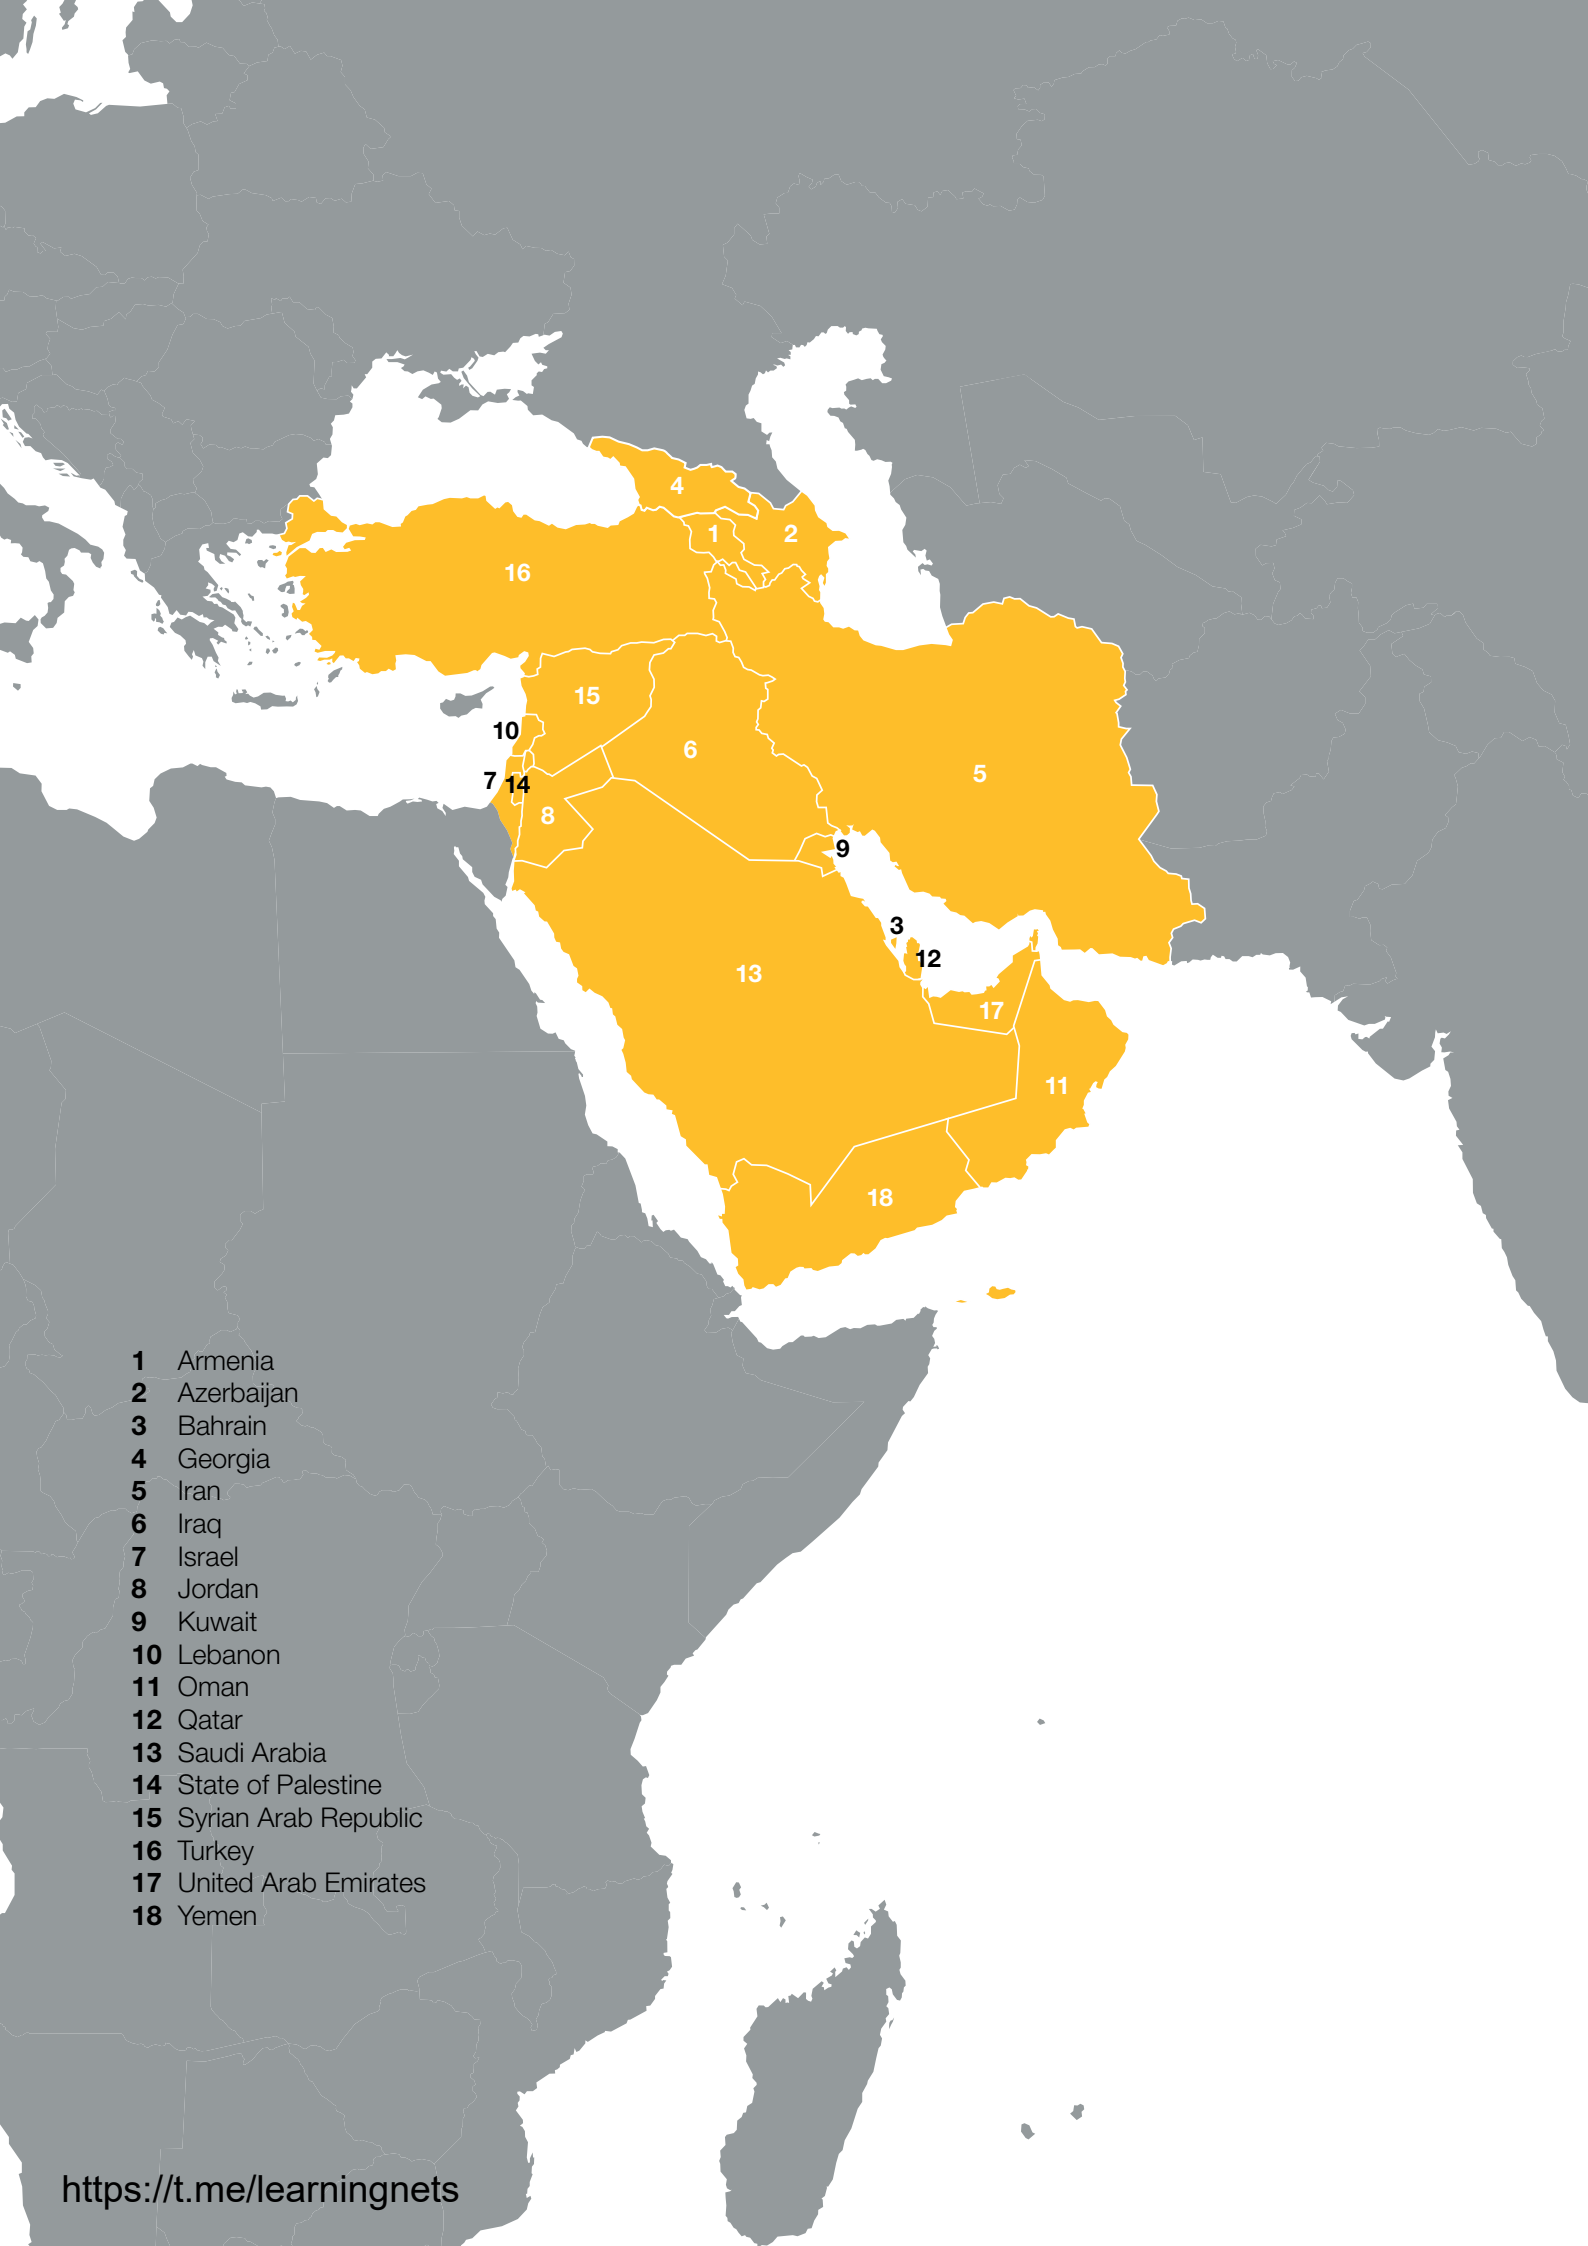 4
1
2
16
15
10
6
5
7
14
8
9
3
12
13
17
11
18
1 Armenia
2 Azerbaijan
3 Bahrain
4 Georgia
5 Iran
6 Iraq
7 Israel
8 Jordan
9 Kuwait
10 Lebanon
11 Oman
12 Qatar
13 Saudi Arabia
14 State of Palestine
15 Syrian Arab Republic
16 Turkey
17 United Arab Emirates
18 Yemen
https://t.me/learningnets